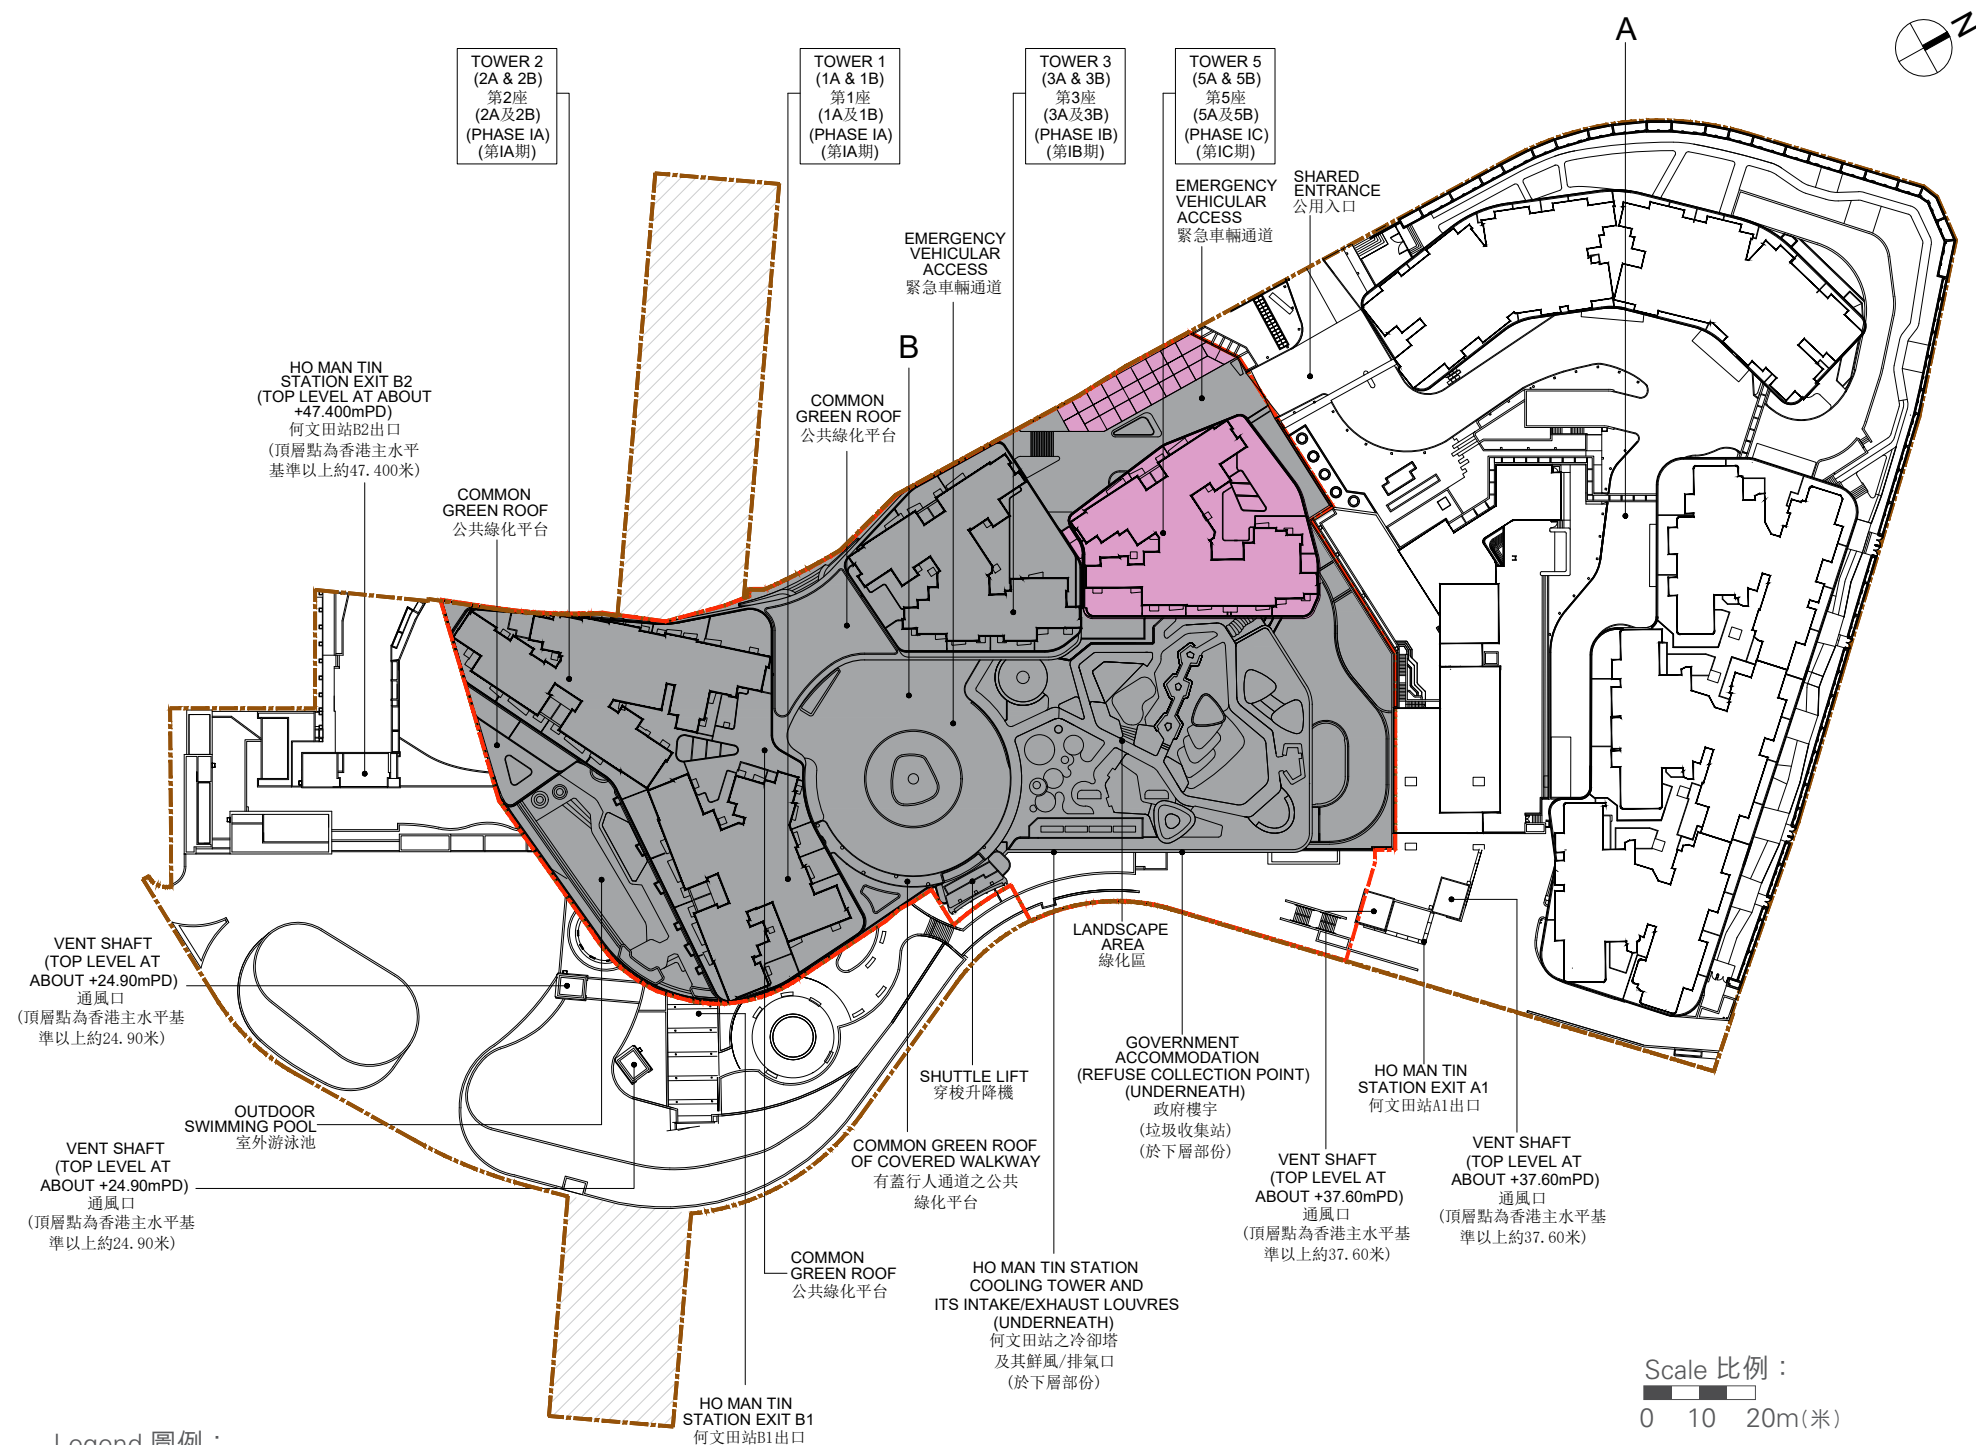 A
N
TOWER 2
(2A & 2B)
第2座
(2A及2B)
(PHASE IA)
(第IA期)
TOWER 1
(1A & 1B)
第1座
(1A及1B)
(PHASE IA)
(第IA期)
TOWER 3
(3A & 3B)
第3座
(3A及3B)
(PHASE IB)
(第IB期)
TOWER 5
(5A & 5B)
第5座
(5A及5B)
(PHASE IC)
(第IC期)
EMERGENCY
VEHICULAR
ACCESS
緊急車輛通道
SHARED
ENTRANCE
公用入口
EMERGENCY
VEHICULAR
ACCESS
緊急車輛通道
B
HO MAN TIN
STATION EXIT B2
(TOP LEVEL AT ABOUT
+47.400mPD)
何文田站B2出口
(頂層點為香港主水平
基準以上約47.400米)
COMMON
GREEN ROOF
公共綠化平台
COMMON
GREEN ROOF
公共綠化平台
VENT SHAFT
(TOP LEVEL AT
ABOUT +24.90mPD)
通風口
(頂層點為香港主水平基
準以上約24.90米)
LANDSCAPE
AREA
綠化區
OUTDOOR
SWIMMING POOL
室外游泳池
SHUTTLE LIFT
穿梭升降機
GOVERNMENT
ACCOMMODATION
(REFUSE COLLECTION POINT)
(UNDERNEATH)
政府樓宇
(垃圾收集站)
(於下層部份)
HO MAN TIN
STATION EXIT A1
何文田站A1出口
VENT SHAFT
(TOP LEVEL AT
ABOUT +24.90mPD)
通風口
(頂層點為香港主水平基
準以上約24.90米)
COMMON GREEN ROOF
OF COVERED WALKWAY
有蓋行人通道之公共
綠化平台
VENT SHAFT
(TOP LEVEL AT
ABOUT +37.60mPD)
通風口
(頂層點為香港主水平基
準以上約37.60米)
VENT SHAFT
(TOP LEVEL AT
ABOUT +37.60mPD)
通風口
(頂層點為香港主水平基
準以上約37.60米)
COMMON
GREEN ROOF
公共綠化平台
HO MAN TIN STATION
COOLING TOWER AND
ITS INTAKE/EXHAUST LOUVRES
(UNDERNEATH)
何文田站之冷卻塔
及其鮮風/排氣口
(於下層部份)
HO MAN TIN
STATION EXIT B1
何文田站B1出口
Scale 比例：
0 10 20m(米)
Legend 圖例：